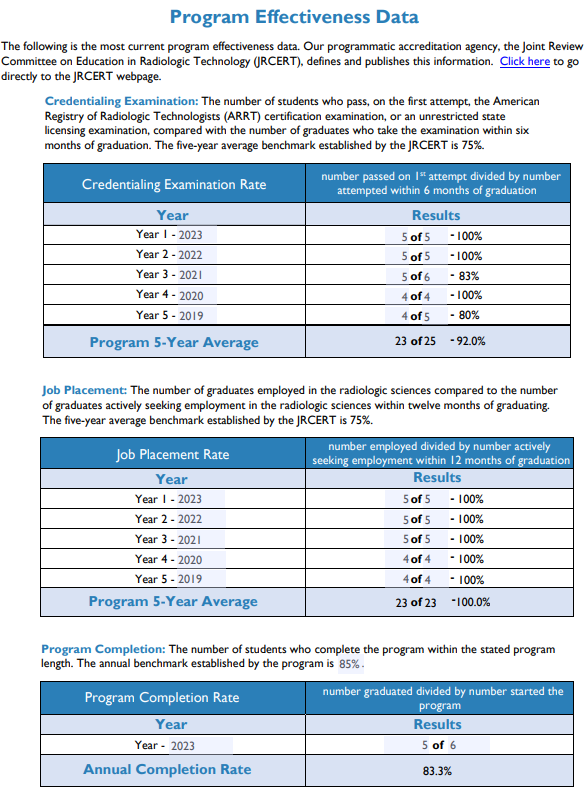 Program Effectiveness Data
The following is the most current program effectiveness data. Our programmatic accreditation agency, the Joint Review
Committee on Education in Radiologic Technology (JRCERT), defines and publishes this information. Click here to go
directly to the JRCERT webpage.
Credentialing Examination: The number of students who pass, on the first attempt, the American
Registry of Radiologic Technologists (ARRT) certification examination, or an unrestricted state
licensing examination, compared with the number of graduates who take the examination within six
months of graduation. The five-year average benchmark established by the JRCERT is 75%.
Credentialing Examination Rate
number passed on 1st attempt divided by number
attempted within 6 months of graduation
Year Results
Year 1 - 2023 5 of 5 - 100%
Year 2 - 2022 5 of 5 - 100%
Year 3 - 2021 5 of 6 - 83%
Year 4 - 2020 4 of 4 - 100%
Year 5 - 2019 4 of 5 - 80%
Program 5-Year Average 23 of 25 - 92.0%
Job Placement: The number of graduates employed in the radiologic sciences compared to the number
of graduates actively seeking employment in the radiologic sciences within twelve months of graduating.
The five-year average benchmark established by the JRCERT is 75%.
Job Placement Rate
number employed divided by number actively
seeking employment within 12 months of graduation
Year Results
Year 1 - 2023 5 of 5 - 100%
Year 2 - 2022 5 of 5 - 100%
Year 3 - 2021 5 of 5 - 100%
Year 4 - 2020 4 of 4 - 100%
Year 5 - 2019 4 of 4 - 100%
Program 5-Year Average 23 of 23 - 100.0%
Program Completion: The number of students who complete the program within the stated program
length. The annual benchmark established by the program is 85%.
Program Completion Rate
number graduated divided by number started the
program
Year Results
Year - 2023 5 of 6
Annual Completion Rate 83.3%